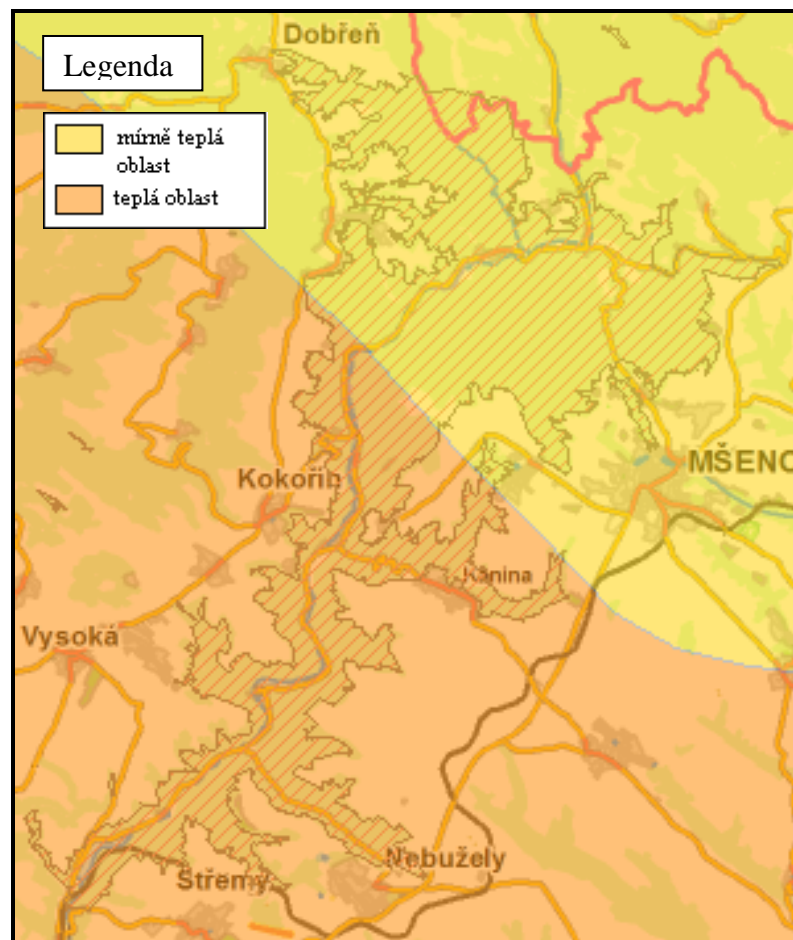 Dobřeň
Legenda
mírně teplá
oblast
teplá oblast
MŠENO
Kokořín
Kanina
Vysoká
Nebužely
Střemy